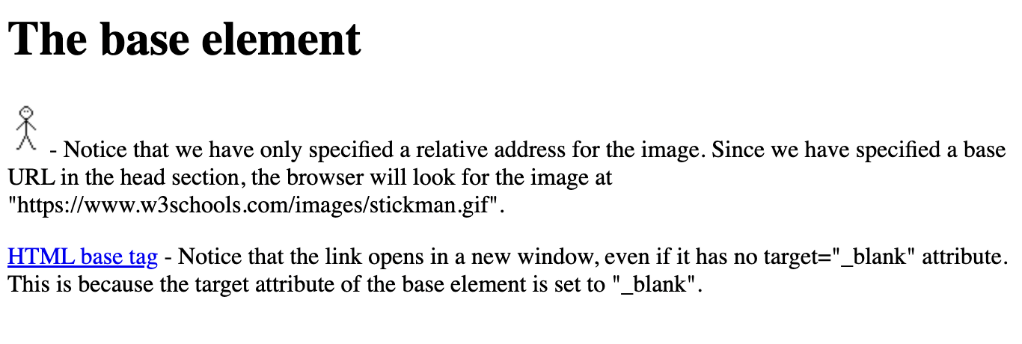 The base element
- Notice that we have only specified a relative address for the image. Since we have specified a base
URL in the head section, the browser will look for the image at
"https://www.w3schools.com/images/stickman.gif".
HTML base tag - Notice that the link opens in a new window, even if it has no target="_blank" attribute.
This is because the target attribute of the base element is set to "_blank".